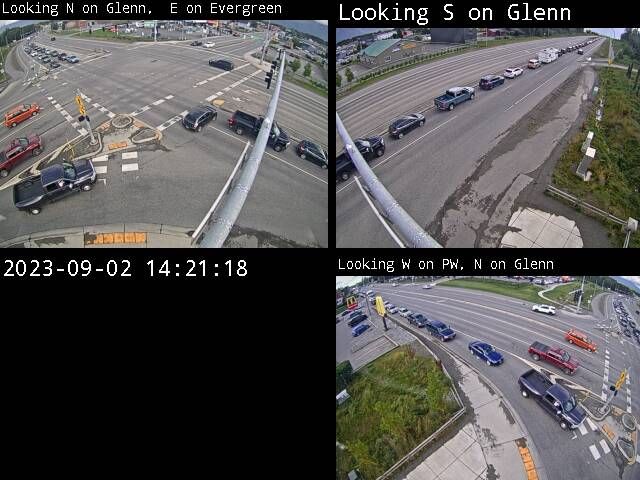 Looking N on Glenn,  E on Evergreen
Looking S on Glenn
2023-09-02 14:21:18
Looking W on PW, N on Glenn